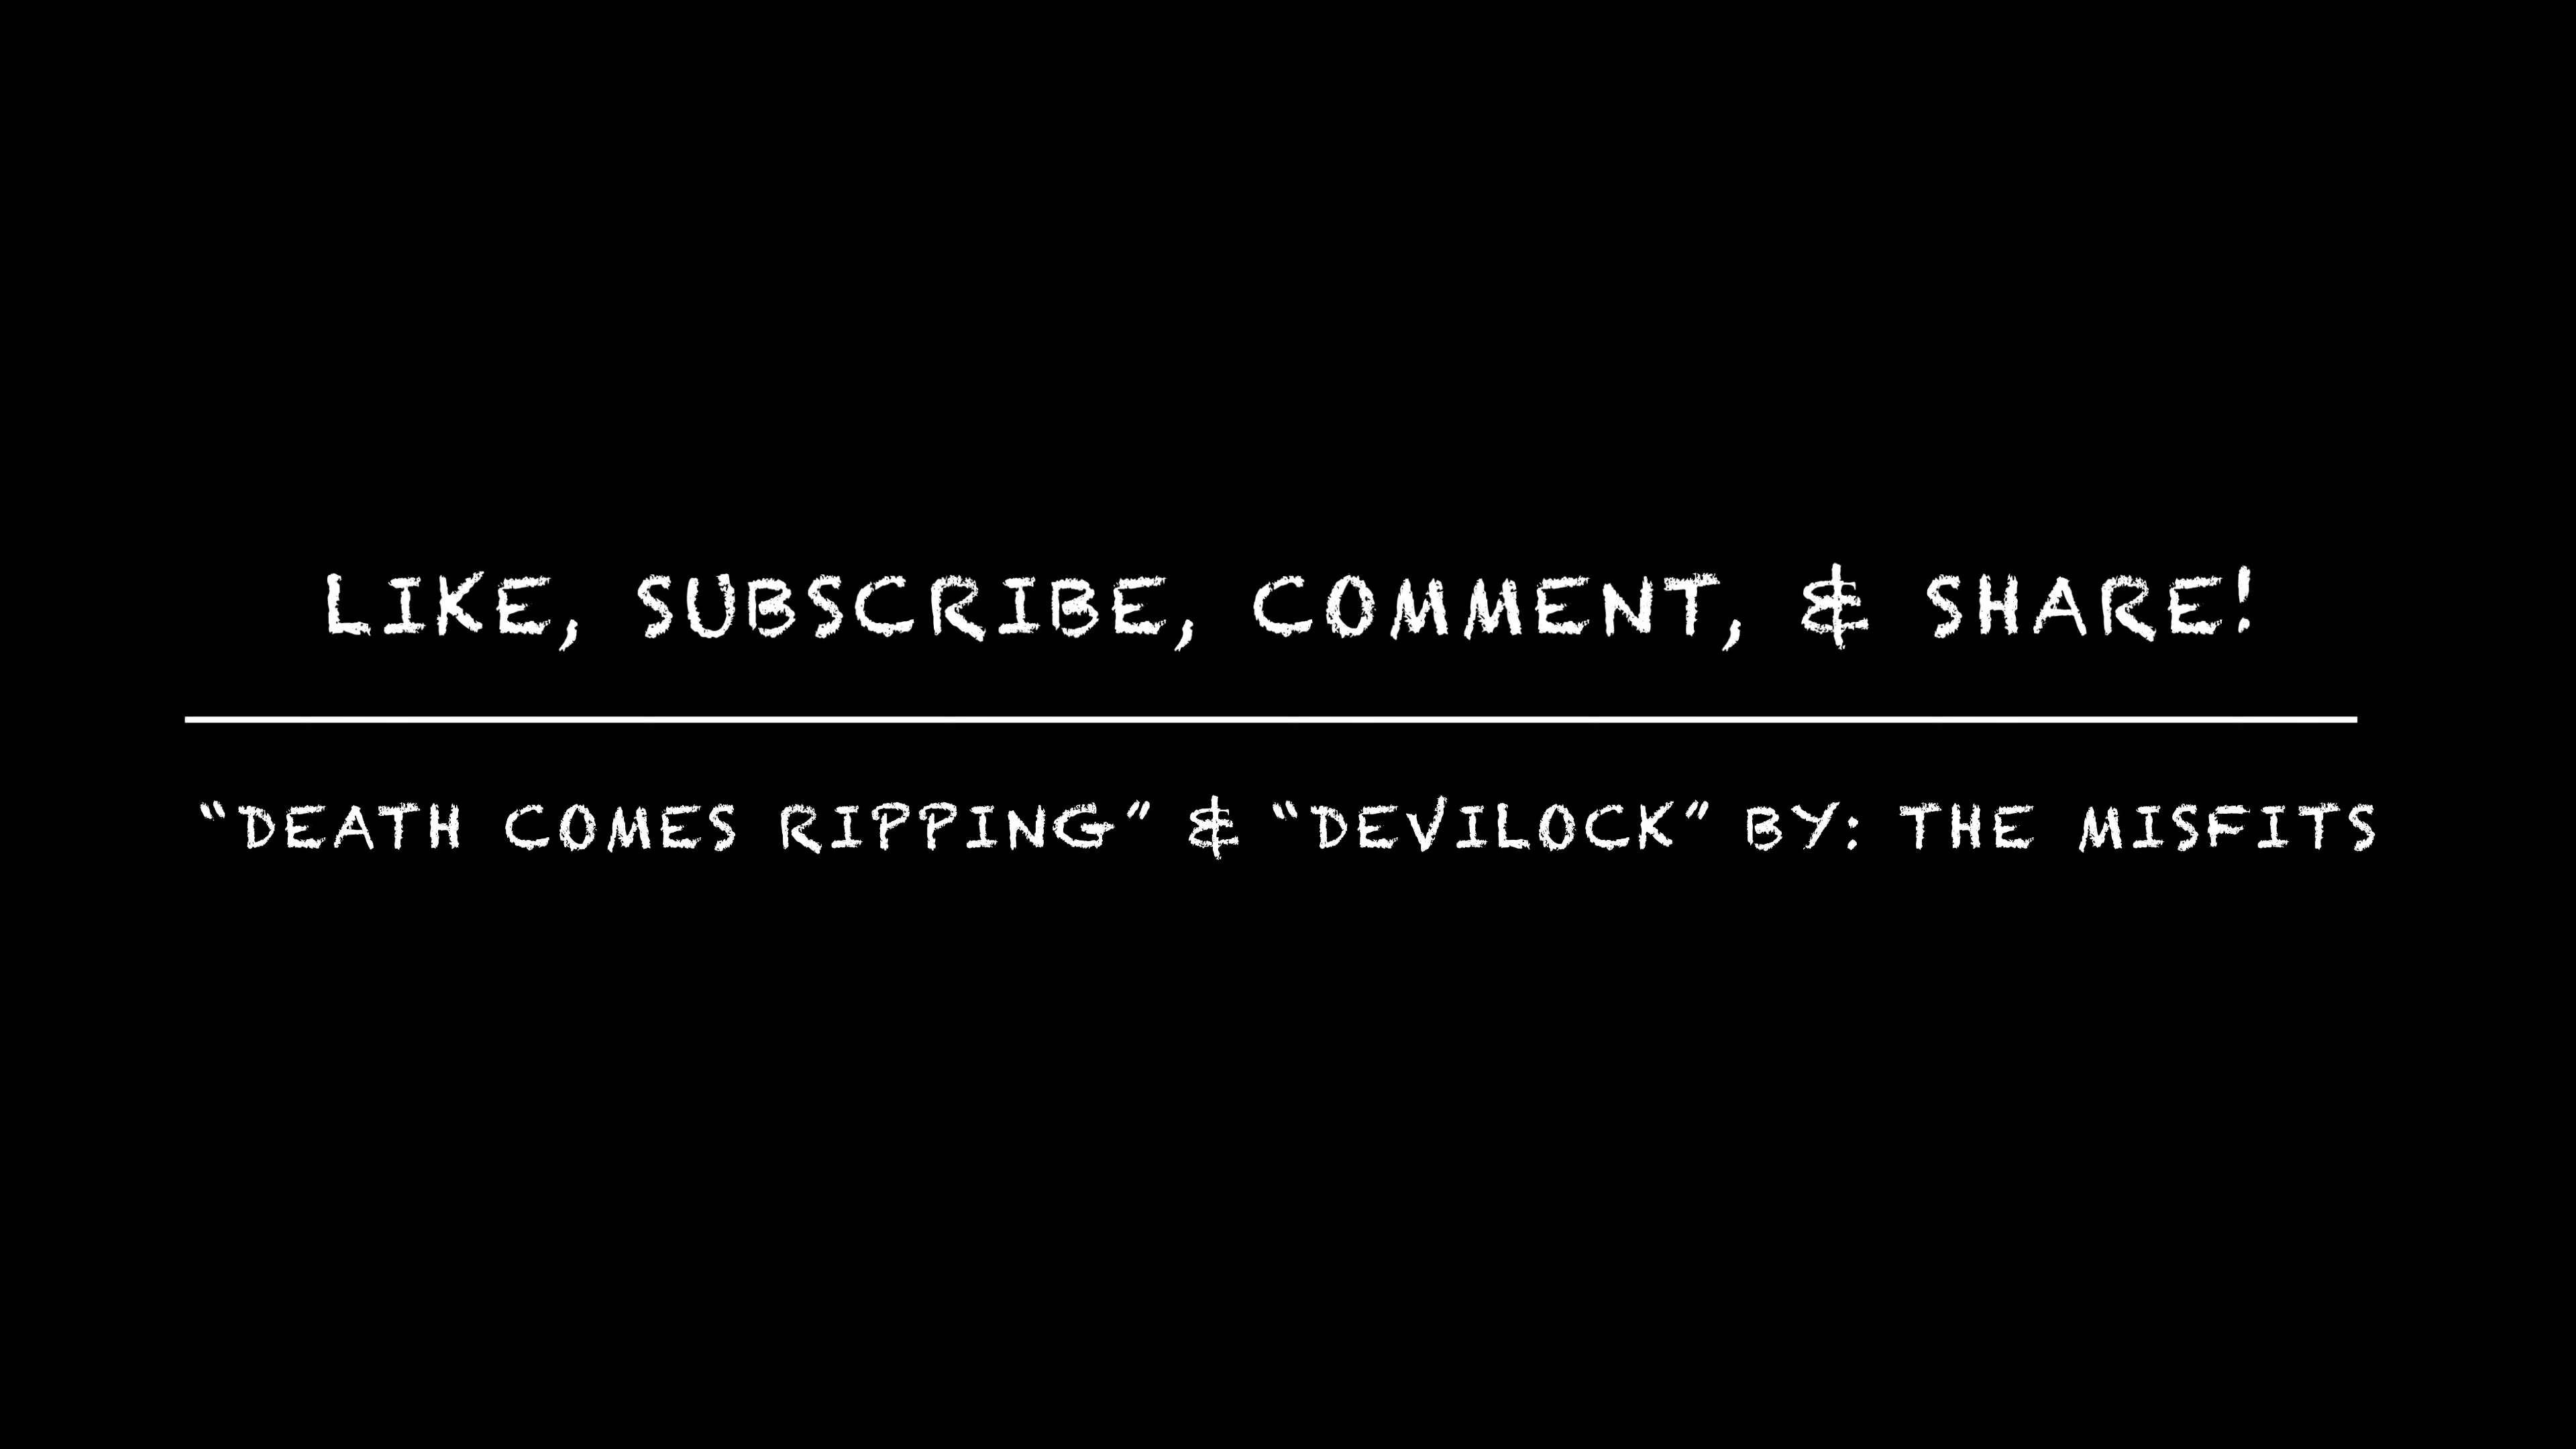 LIKE, SUBSCRIBE, COMMENT, & SHARE!
“DEATH COMES RIPPING” & “DEVILOCK” BY: THE MISFITS